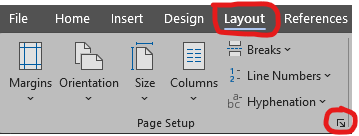 File Home Insert Design Layout References
Breaks
Margins Orientation Size Columns Line Numbers
Hyphenation
Page Setup